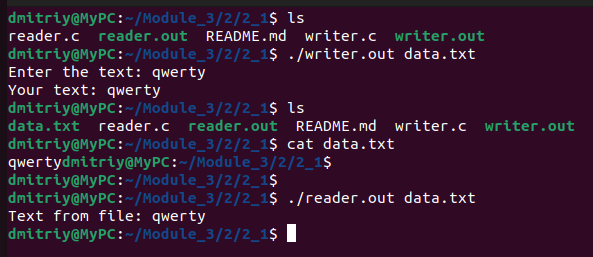 dmitriy@MyPC:~/Module_3/2/2_1$ ls
reader.c  reader.out  README.md  writer.c  writer.out
dmitriy@MyPC:~/Module_3/2/2_1$ ./writer.out data.txt
Enter the text: qwerty
Your text: qwerty
dmitriy@MyPC:~/Module_3/2/2_1$ ls
data.txt  reader.c  reader.out  README.md  writer.c  writer.out
dmitriy@MyPC:~/Module_3/2/2_1$ cat data.txt
qwertydmitriy@MyPC:~/Module_3/2/2_1$
dmitriy@MyPC:~/Module_3/2/2_1$
dmitriy@MyPC:~/Module_3/2/2_1$ ./reader.out data.txt
Text from file: qwerty
dmitriy@MyPC:~/Module_3/2/2_1$